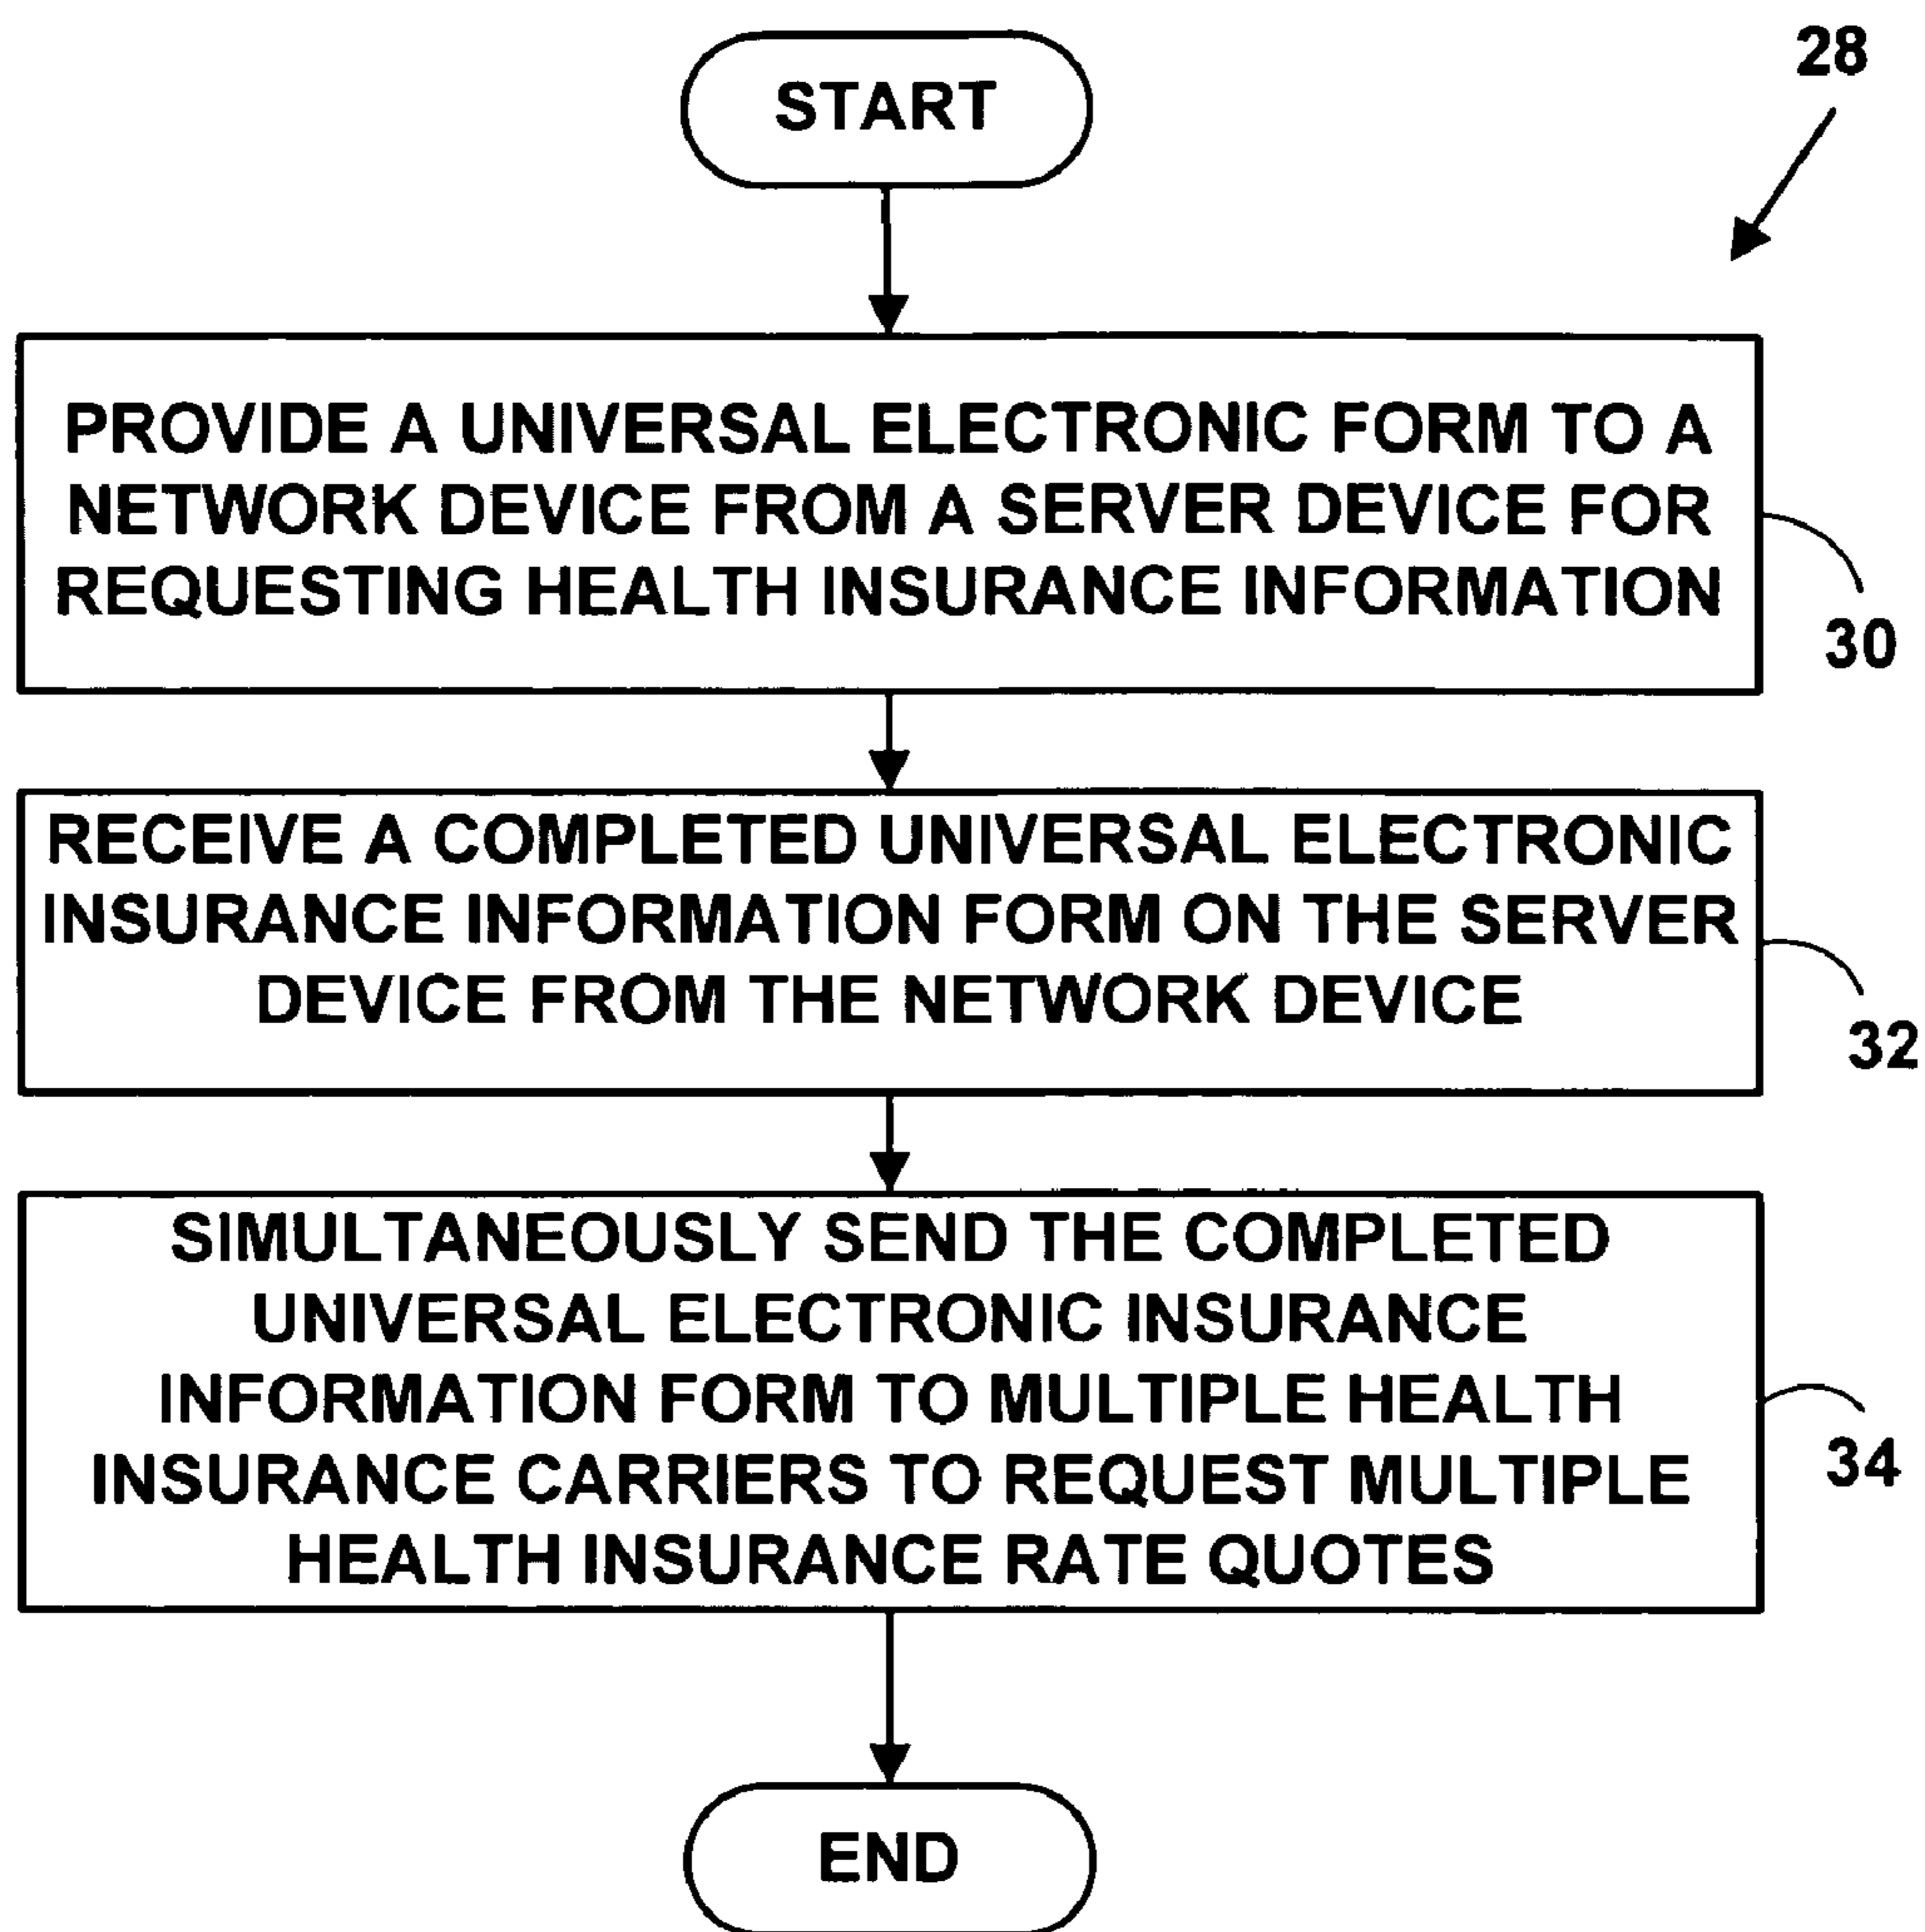 START
28
PROVIDE A UNIVERSAL ELECTRONIC FORM TO A
NETWORK DEVICE FROM A SERVER DEVICE FOR
REQUESTING HEALTH INSURANCE INFORMATION
30
RECEIVE A COMPLETED UNIVERSAL ELECTRONIC
INSURANCE INFORMATION FORM ON THE SERVER
DEVICE FROM THE NETWORK DEVICE
32
SIMULTANEOUSLY SEND THE COMPLETED
UNIVERSAL ELECTRONIC INSURANCE
INFORMATION FORM TO MULTIPLE HEALTH
INSURANCE CARRIERS TO REQUEST MULTIPLE
HEALTH INSURANCE RATE QUOTES
34
END